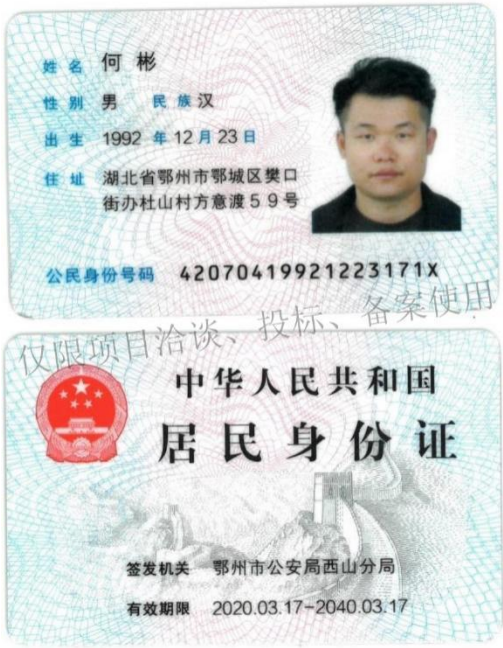 姓名 何彬
性别 男 民族 汉
出生 1992 年 12 月 23 日
住址 湖北省鄂州市鄂城区樊口
街办杜山村方意渡59号
公民身份号码 42070419921223171X
仅限项目洽谈、投标、备案使用
中华人民共和国
居民身份证
签发机关 鄂州市公安局西山分局
有效期限 2020.03.17-2040.03.17